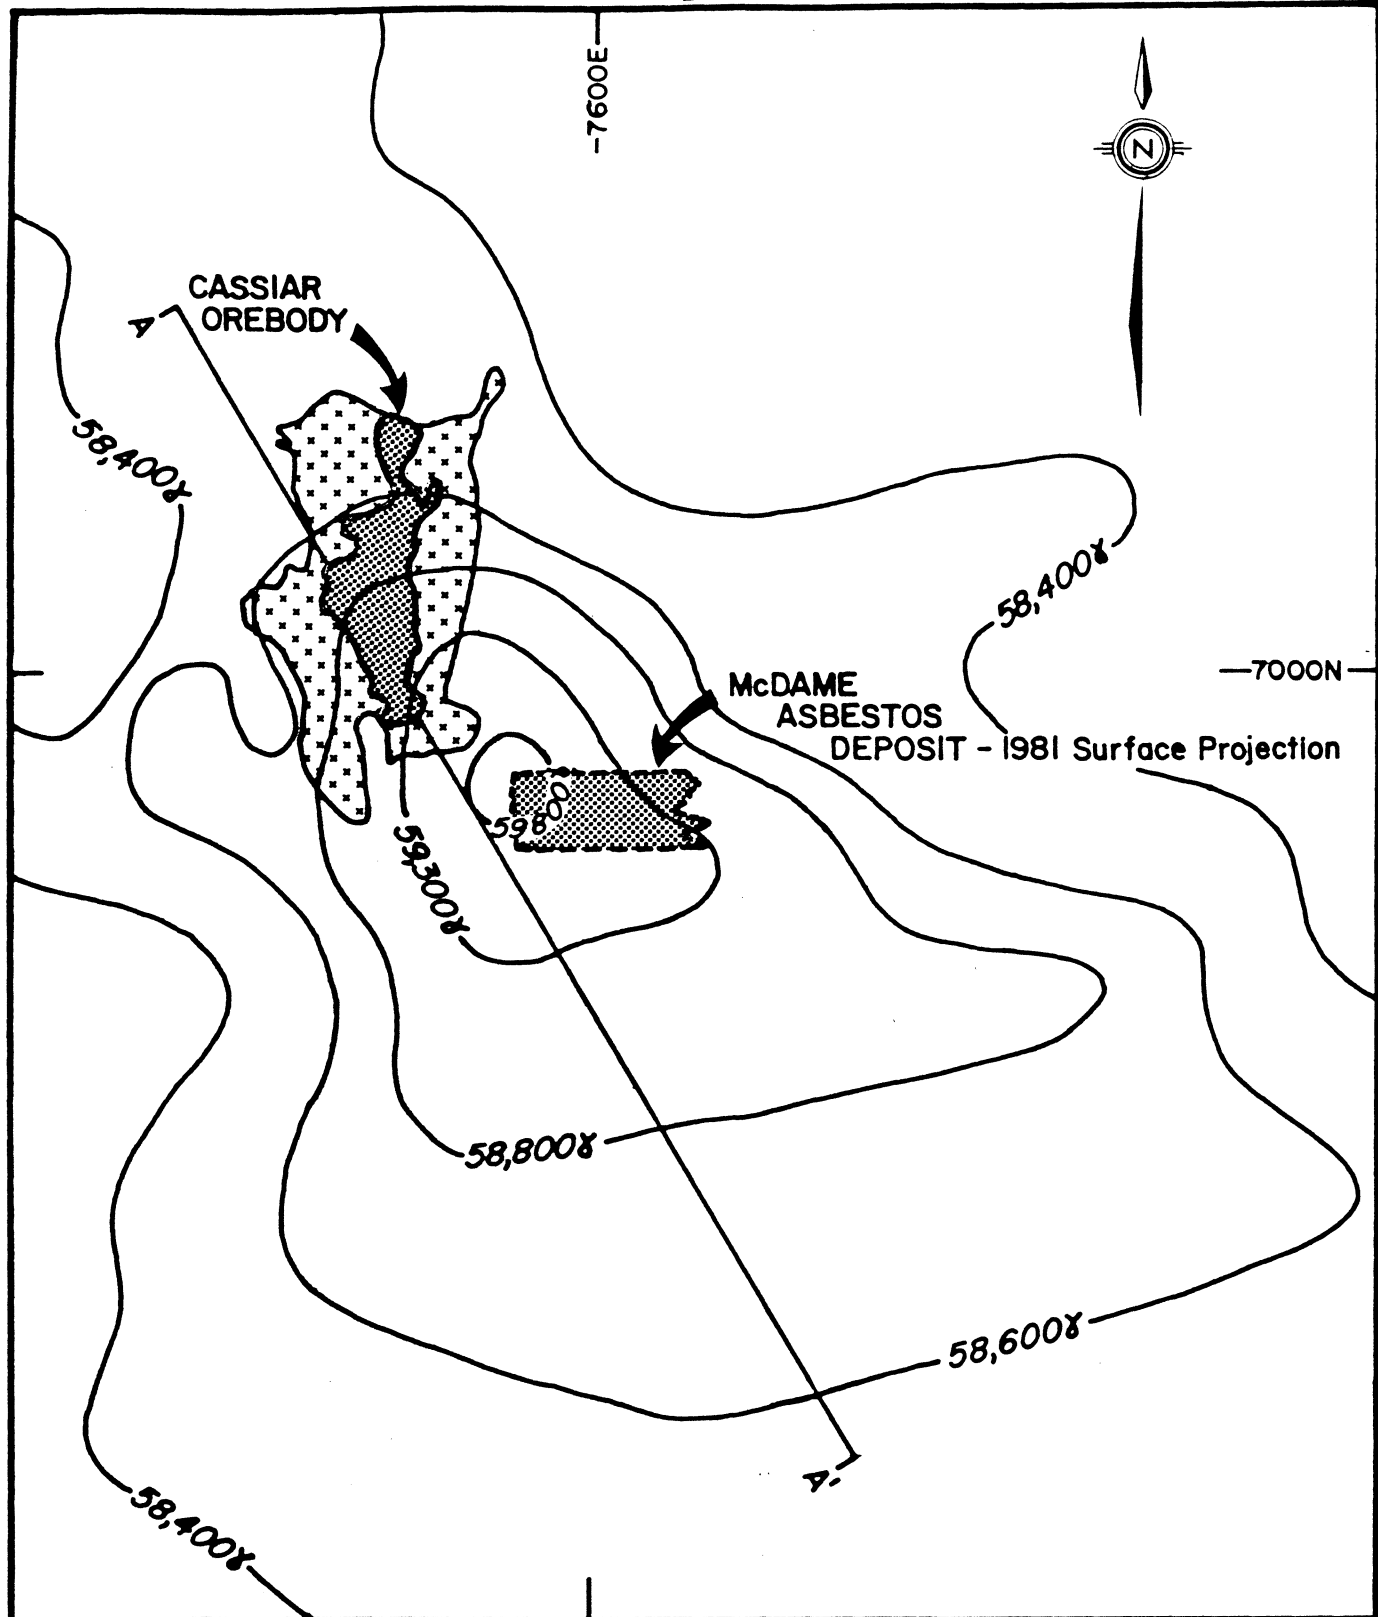 -7600E-
N
CASSIAR
OREBODY
A
58,400γ
58,400γ
-7000N-
McDAME
ASBESTOS
DEPOSIT - 1981 Surface Projection
59800
59,300γ
58,800γ
58,600γ
A'
58,400γ